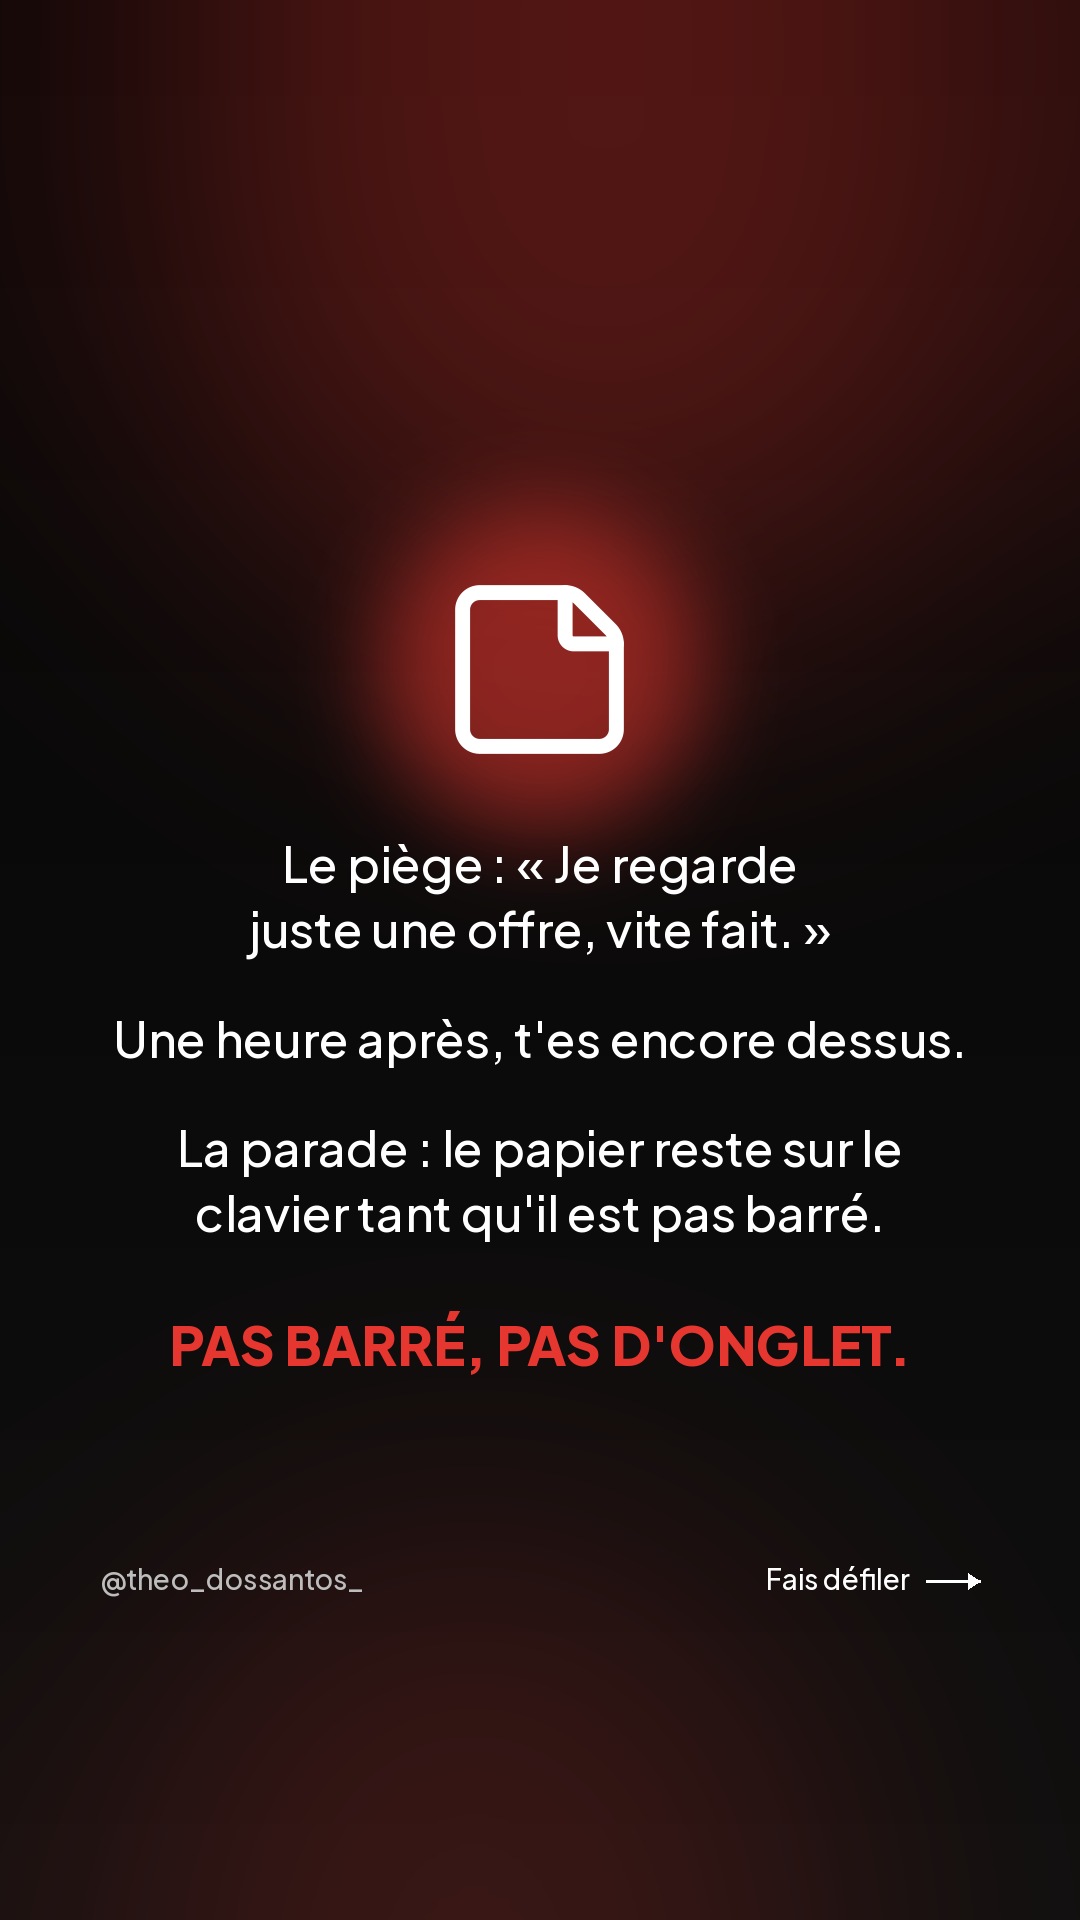 Le piège : « Je regarde
juste une offre, vite fait. »
Une heure après, t'es encore dessus.
La parade : le papier reste sur le
clavier tant qu'il est pas barré.
PAS BARRÉ, PAS D'ONGLET.
@theo_dossantos_
Fais défiler